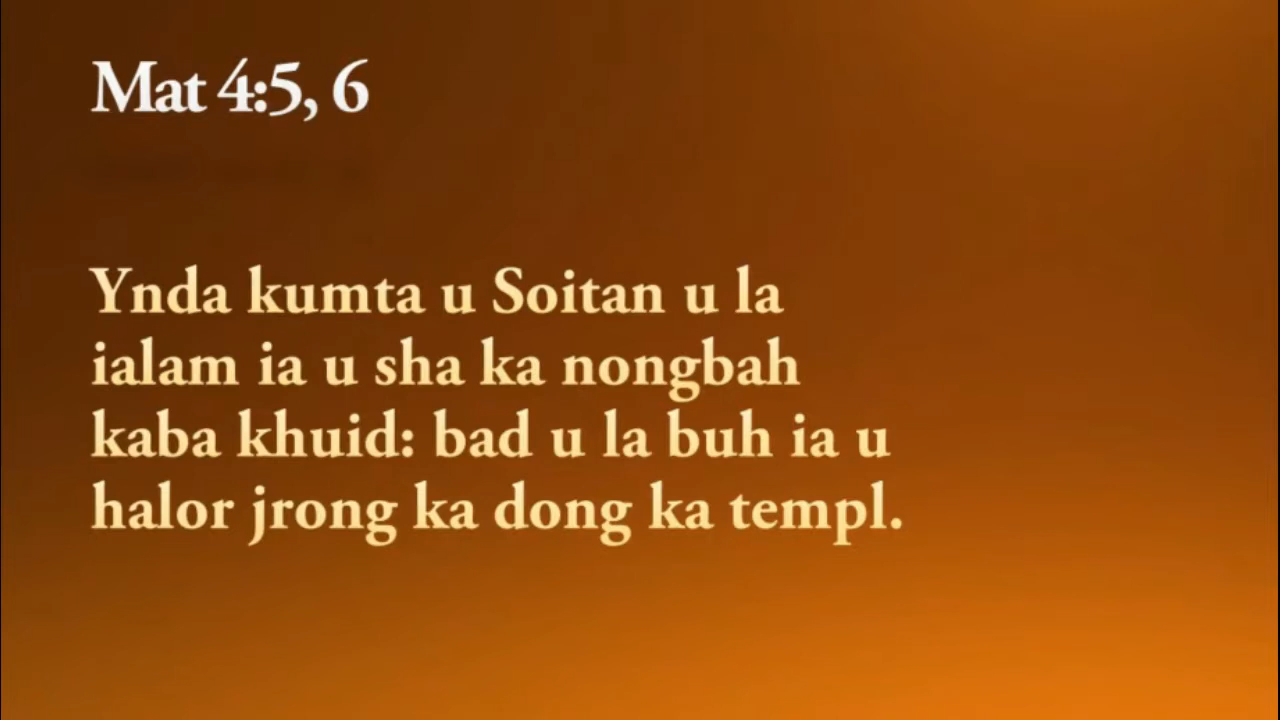 Mat 4:5, 6
Ynda kumta u Soitan u la
ialam ia u sha ka nongbah
kaba khuid: bad u la buh ia u
halor jrong ka dong ka templ.